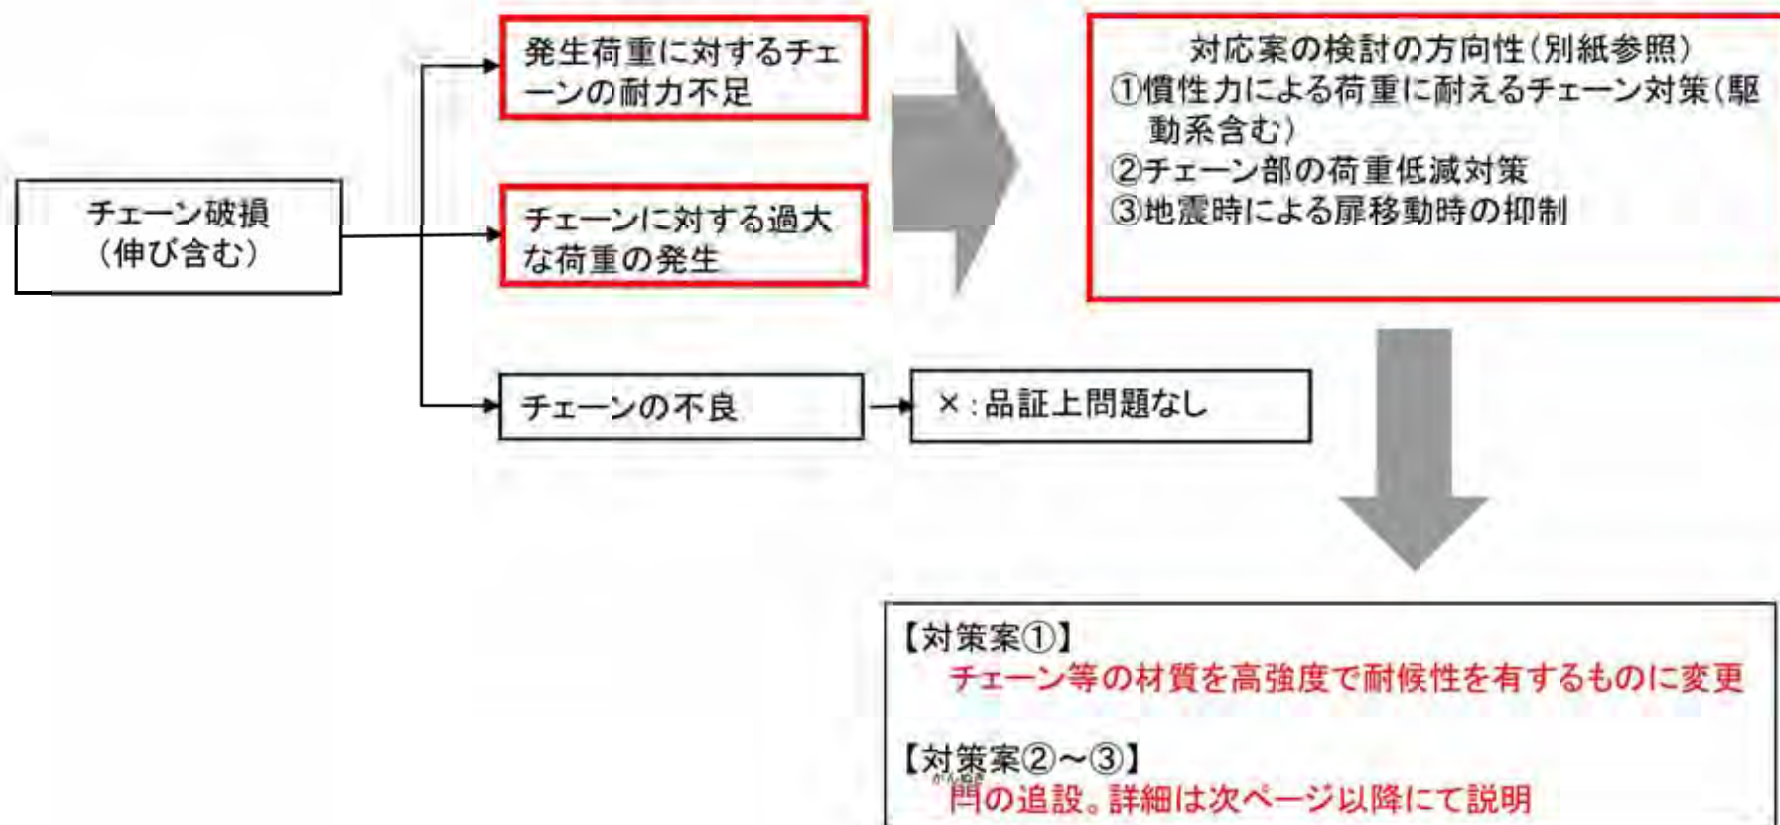 発生荷重に対するチェ
ーンの耐力不足
対応案の検討の方向性(別紙参照)
①慣性力による荷重に耐えるチェーン対策(駆
動系含む)
②チェーン部の荷重低減対策
③地震時による扉移動時の抑制
チェーン破損
(伸び含む)
チェーンに対する過大
な荷重の発生
チェーンの不良
×:品証上問題なし
【対策案①】
チェーン等の材質を高強度で耐候性を有するものに変更
【対策案②～③】
かんぬき
閂の追設。詳細は次ページ以降にて説明